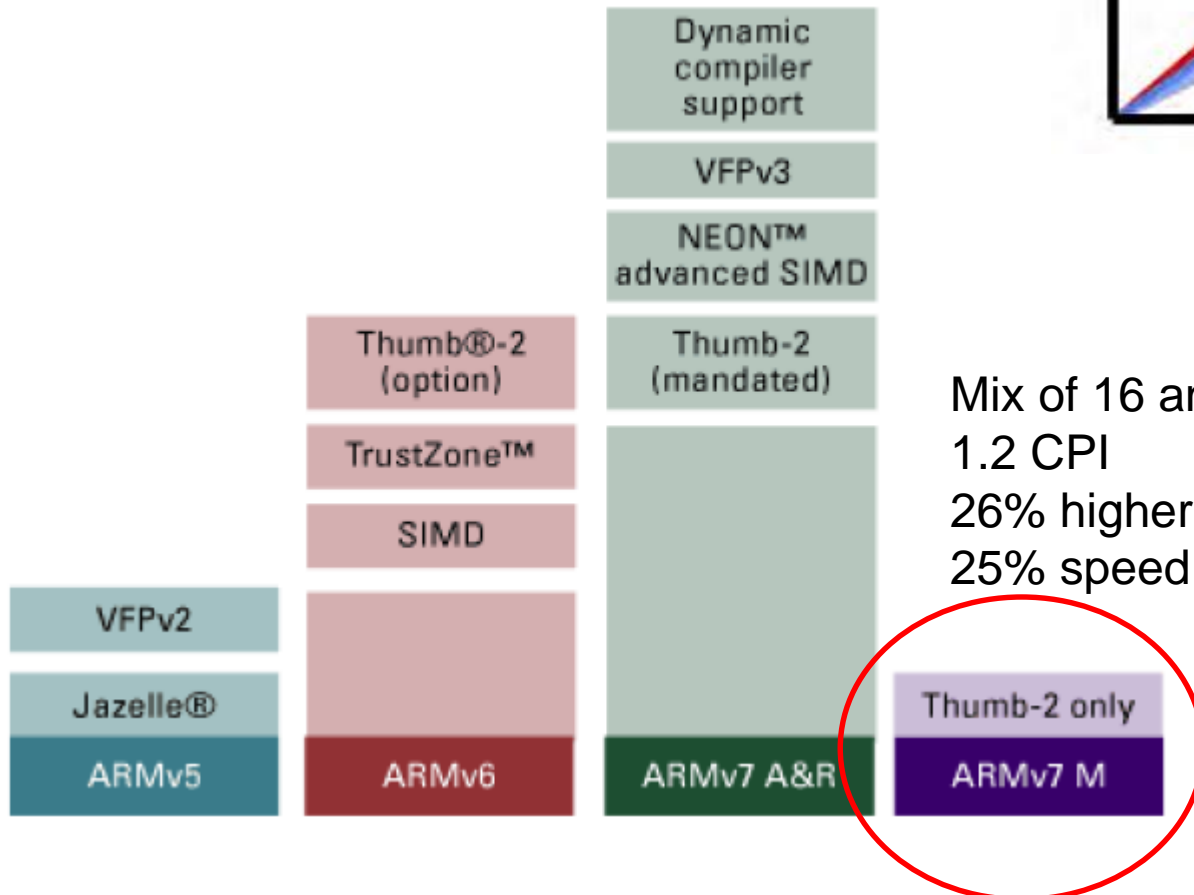 Dynamic
compiler
support
VFPv3
NEON™
advanced SIMD
Thumb®-2
(option)
Thumb-2
(mandated)
Mix of 16
1.2 CPI
TrustZone™
26% higher
SIMD
25% speed
VFPv2
Jazelle®
Thumb-2 only
ARMv5
ARMv6
ARMv7 A&R
ARMv7 M